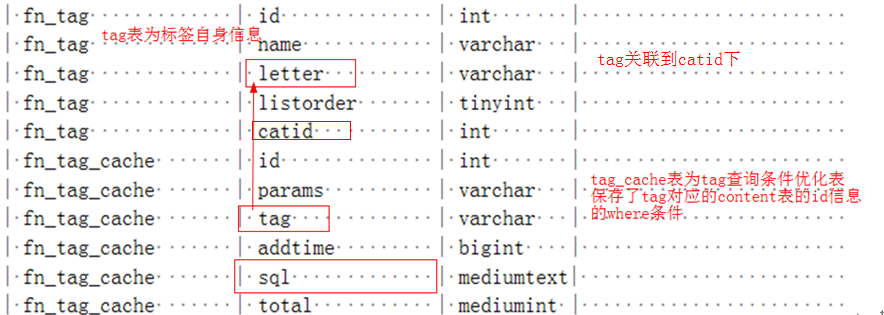 fn_tag id int
tag表为标签自身信息
fn_tag name varchar
tag关联到catid下
fn_tag letter varchar
fn_tag listorder tinyint
fn_tag catid int
fn_tag_cache id int
tag_cache表为tag查询条件优化表
保存了tag对应的content表的id信息
的where条件
fn_tag_cache params varchar
fn_tag_cache tag varchar
fn_tag_cache addtime bigint
fn_tag_cache sql mediumtext
fn_tag_cache total mediumint